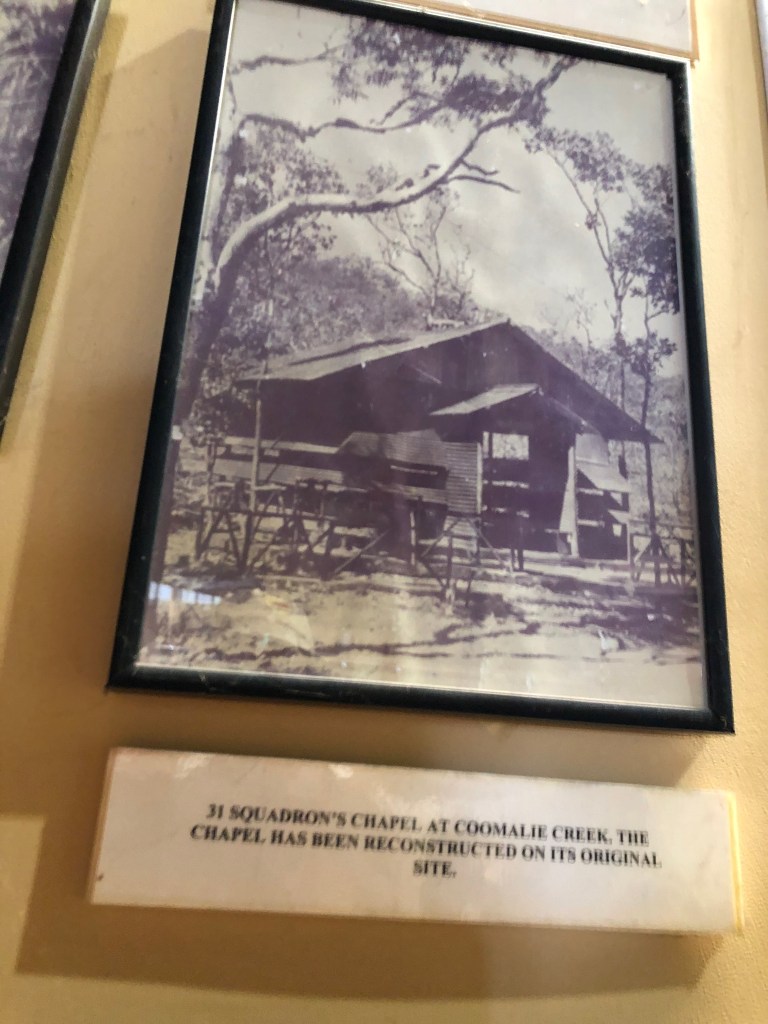 31 SQUADRON'S CHAPEL AT COOMALIE CREEK. THE
CHAPEL HAS BEEN RECONSTRUCTED ON ITS ORIGINAL
SITE.